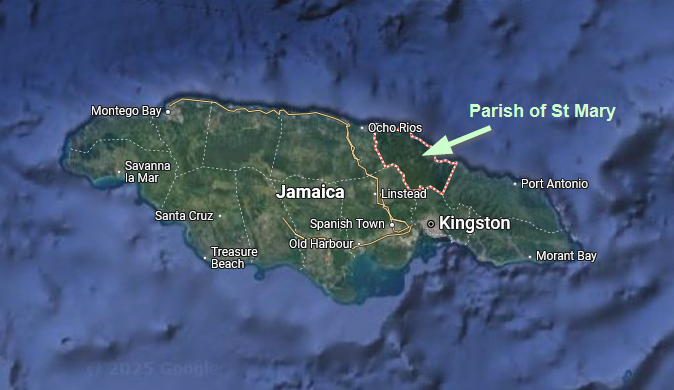 Parish of St Mary
Montego Bay
Ocho Rios
Savanna
la Mar
Jamaica
Linstead
Port Antonio
Santa Cruz
Spanish Town
Kingston
Old Harbour
Treasure
Beach
Morant Bay
© 2025 Google